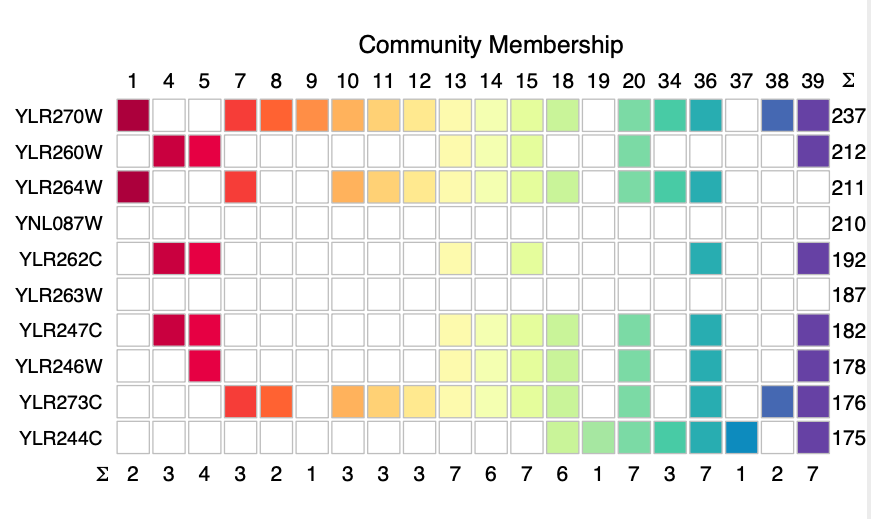 Community Membership
1 4 5 7 8 9 10 11 12 13 14 15 18 19 20 34 36 37 38 39 Σ
YLR270W 237
YLR260W 212
YLR264W 211
YNL087W 210
YLR262C 192
YLR263W 187
YLR247C 182
YLR246W 178
YLR273C 176
YLR244C 175
Σ 2 3 4 3 2 1 3 3 3 7 6 7 6 1 7 3 7 1 2 7